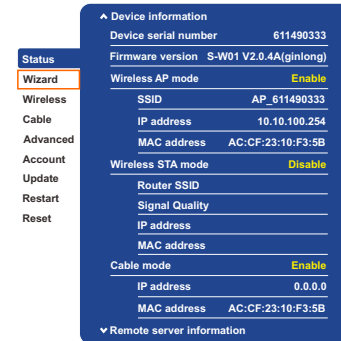 Device information
Device serial number 611490333
Firmware version S-W01 V2.0.4A(ginlong)
Wireless AP mode Enable
SSID AP_611490333
IP address 10.10.100.254
MAC address AC:CF:23:10:F3:5B
Wireless STA mode Disable
Router SSID
Signal Quality
IP address
MAC address
Cable mode Enable
IP address 0.0.0.0
MAC address AC:CF:23:10:F3:5B
Remote server information
Status
Wizard
Wireless
Cable
Advanced
Account
Update
Restart
Reset